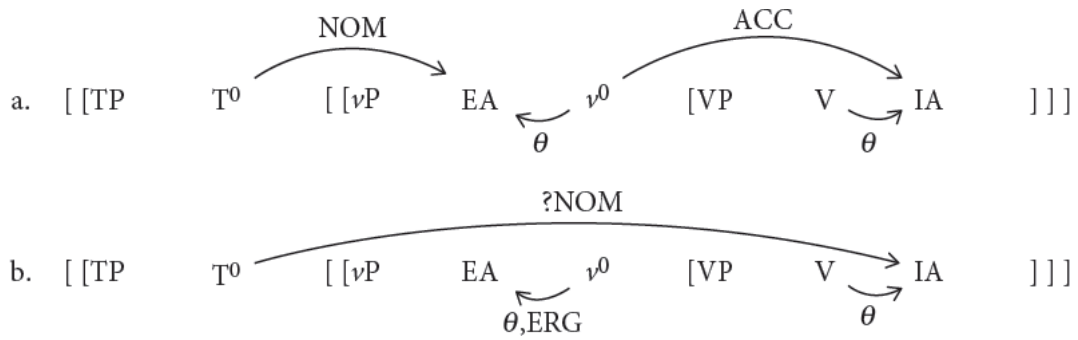 NOM ACC
a. [ [TP T⁰ [ [vP EA v⁰ [VP V IA ] ] ]
θ θ
?NOM
b. [ [TP T⁰ [ [vP EA v⁰ [VP V IA ] ] ]
θ,ERG θ